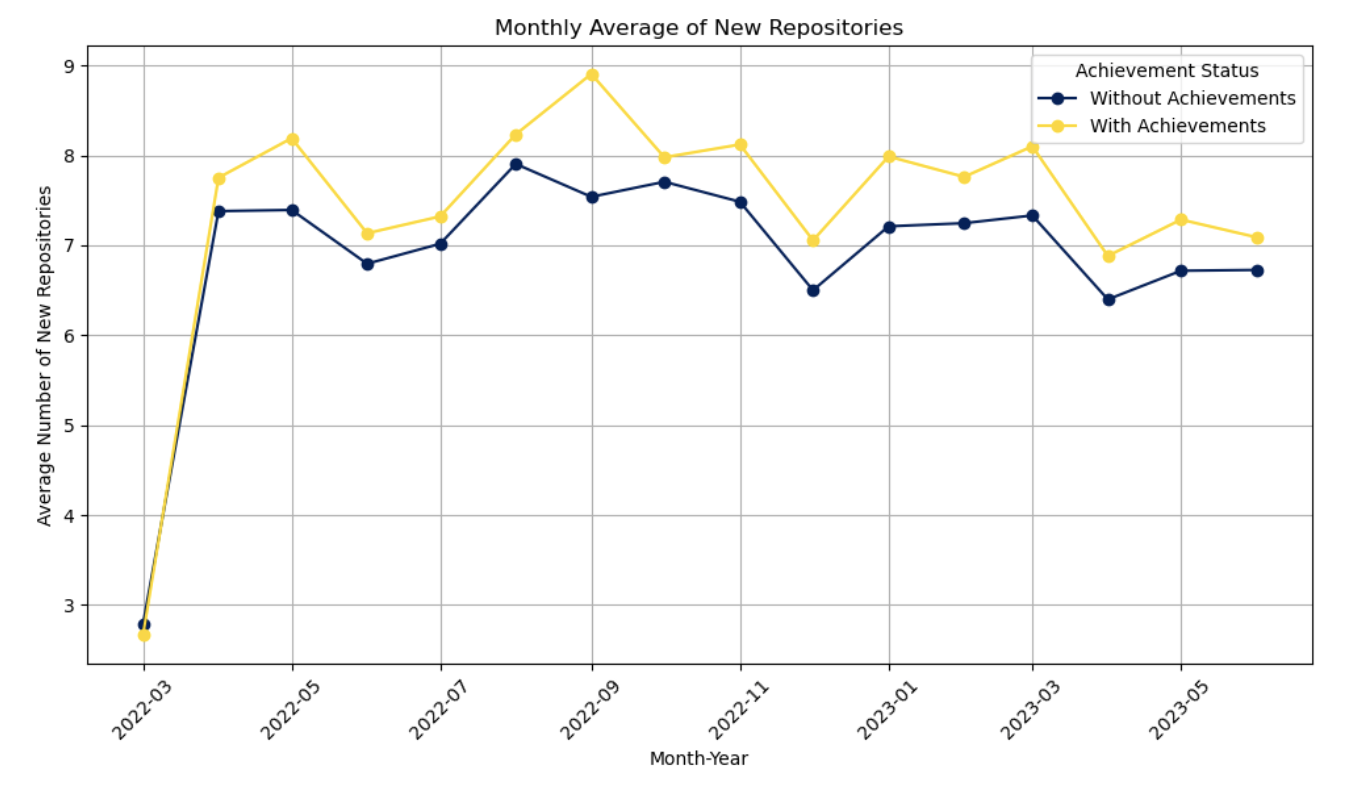 Monthly Average of New Repositories
Achievement Status
Without Achievements
With Achievements
Average Number of New Repositories
9
8
7
6
5
4
3
2022-03
2022-05
2022-07
2022-09
2022-11
2023-01
2023-03
2023-05
Month-Year